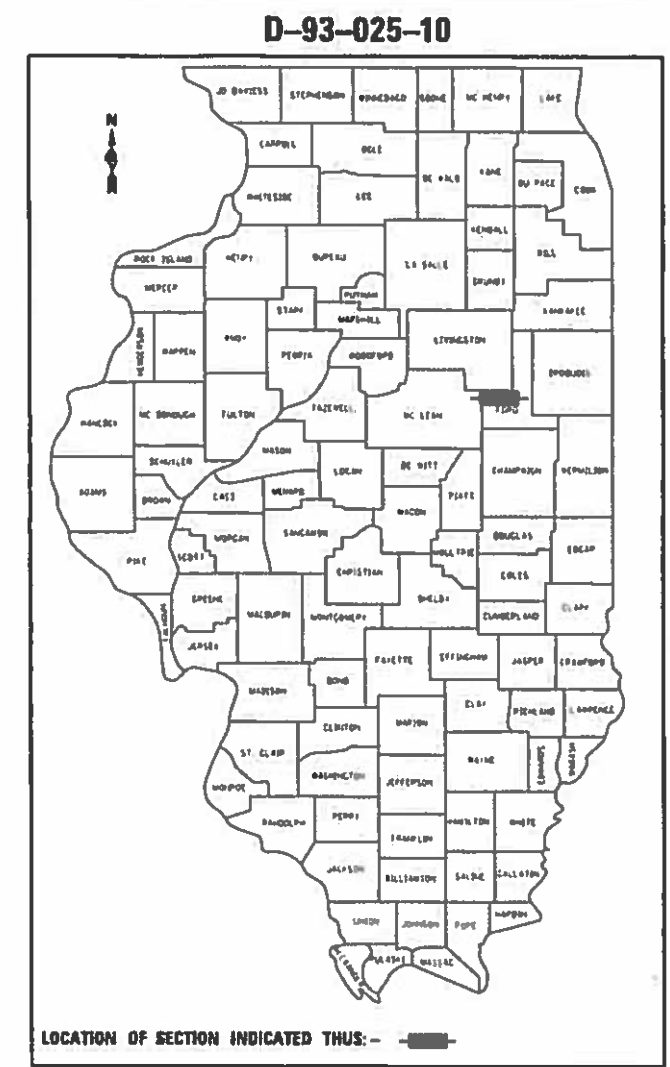 D-93-025-10
JO DAVIESS STEPHENSON WINNEBAGO BOONE MC HENRY LAKE
N
CARROLL OGLE
DE KALB KANE DU PAGE COOK
WHITESIDE LEE
KENDALL
ROCK ISLAND HENRY BUREAU LA SALLE WILL
MERCER PUTNAM GRUNDY
STARK KANKAKEE
MARSHALL
HENDERSON WARREN KNOX LIVINGSTON
PEORIA WOODFORD IROQUOIS
HANCOCK MC DONOUGH FULTON TAZEWELL MC LEAN FORD
MASON
SCHUYLER LOGAN DE WITT CHAMPAIGN VERMILION
ADAMS BROWN CASS MENARD PIATT
MACON
PIKE SCOTT MORGAN SANGAMON DOUGLAS EDGAR
MOULTRIE
CHRISTIAN COLES
CALHOUN GREENE MACOUPIN MONTGOMERY SHELBY CUMBERLAND CLARK
JERSEY
FAYETTE EFFINGHAM JASPER CRAWFORD
MADISON BOND
CLAY RICHLAND LAWRENCE
CLINTON MARION
ST. CLAIR WAYNE EDWARDS WABASH
WASHINGTON JEFFERSON
MONROE
RANDOLPH PERRY HAMILTON WHITE
FRANKLIN
JACKSON WILLIAMSON SALINE GALLATIN
UNION JOHNSON POPE HARDIN
ALEXANDER PULASKI MASSAC
LOCATION OF SECTION INDICATED THUS: -